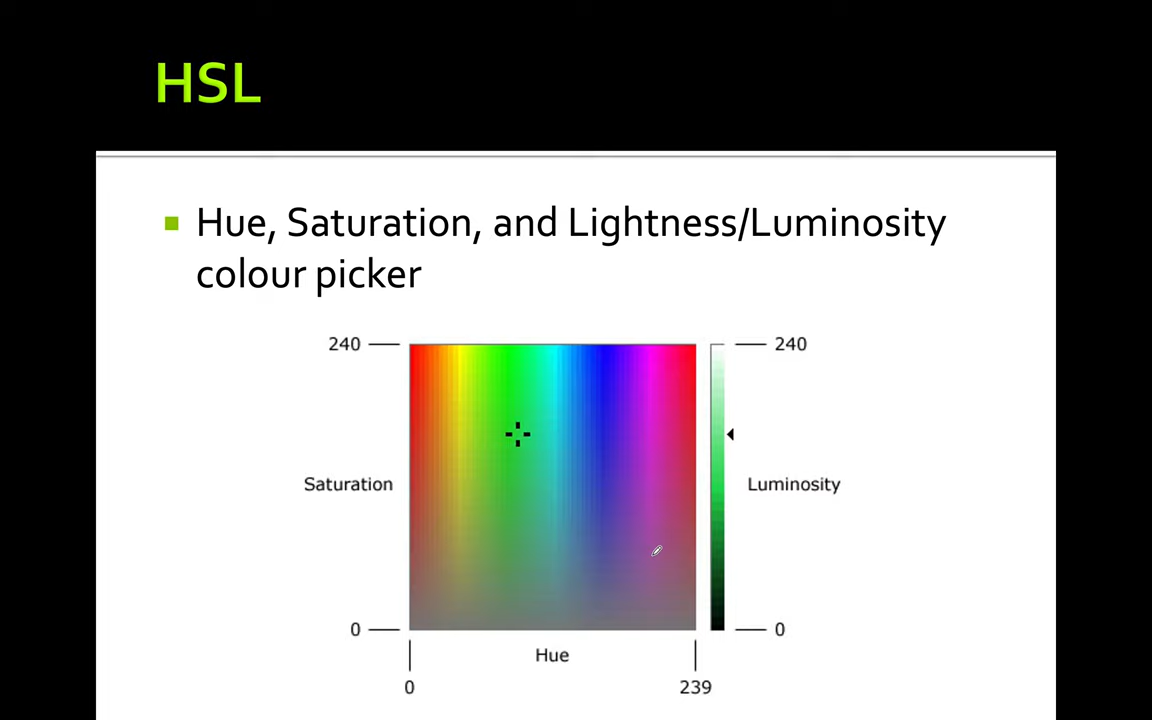 HSL
Hue, Saturation, and Lightness/Luminosity
colour picker
240
240
Saturation
Luminosity
0
0
Hue
0
239